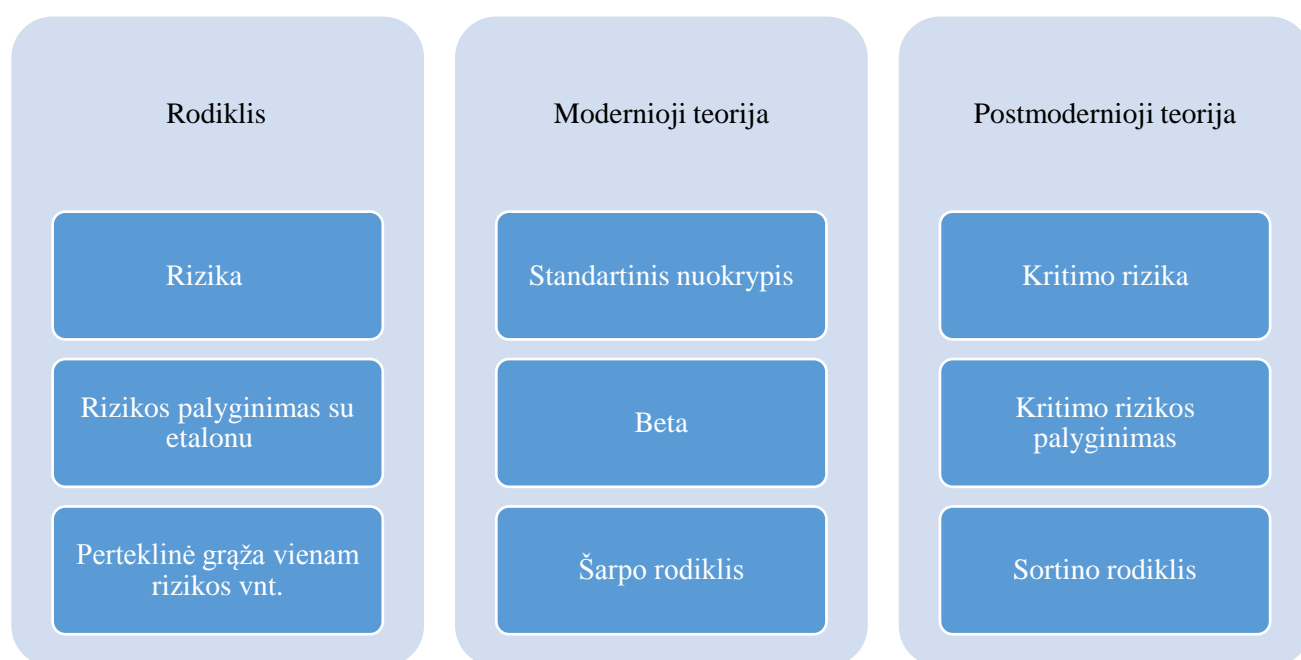 Rodiklis
Rizika
Rizikos palyginimas su
etalonu
Perteklinė grąža vienam
rizikos vnt.
Modernioji teorija
Standartinis nuokrypis
Beta
Šarpo rodiklis
Postmodernioji teorija
Kritimo rizika
Kritimo rizikos
palyginimas
Sortino rodiklis